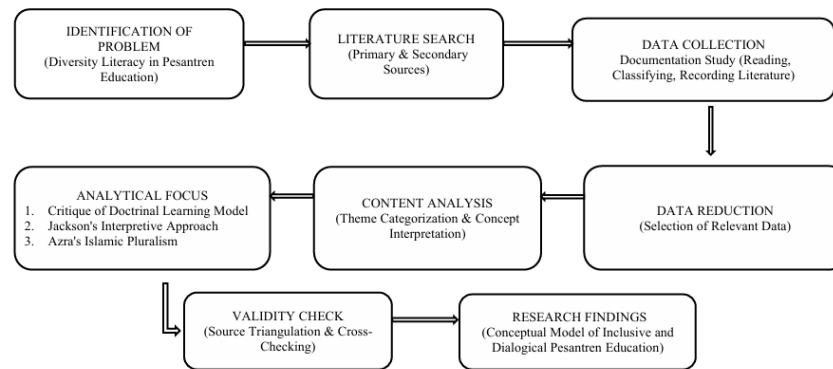 IDENTIFICATION OF
PROBLEM
(Diversity Literacy in Pesantren
Education)
LITERATURE SEARCH
(Primary & Secondary
Sources)
DATA COLLECTION
Documentation Study (Reading,
Classifying, Recording Literature)
DATA REDUCTION
(Selection of Relevant Data)
CONTENT ANALYSIS
(Theme Categorization & Concept
Interpretation)
ANALYTICAL FOCUS
1. Critique of Doctrinal Learning Model
2. Jackson's Interpretive Approach
3. Azra's Islamic Pluralism
VALIDITY CHECK
(Source Triangulation & Cross-
Checking)
RESEARCH FINDINGS
(Conceptual Model of Inclusive and
Dialogical Pesantren Education)